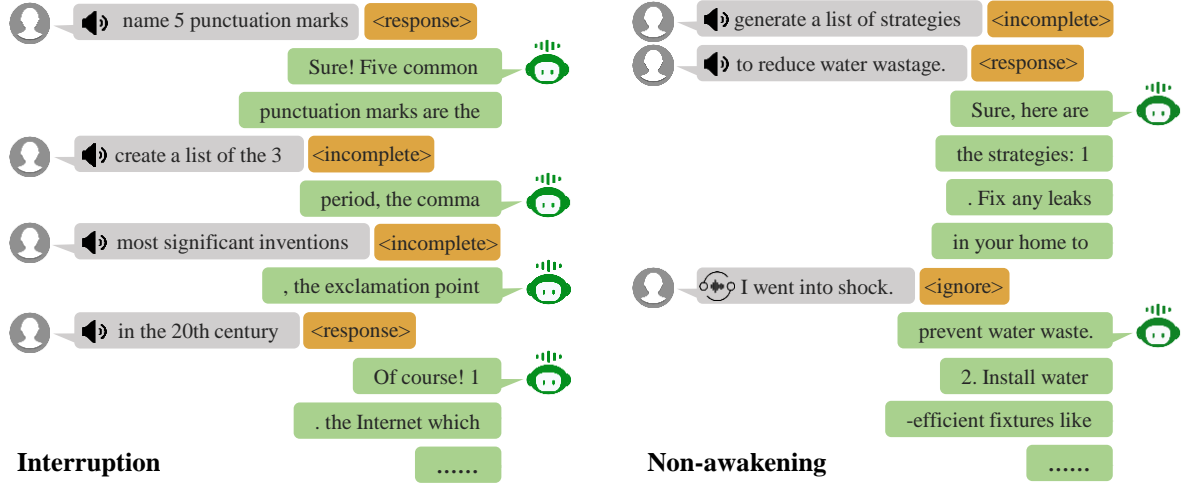 name 5 punctuation marks <response>
Sure! Five common
punctuation marks are the
create a list of the 3 <incomplete>
period, the comma
most significant inventions <incomplete>
, the exclamation point
in the 20th century <response>
Of course! 1
. the Internet which
......
Interruption
generate a list of strategies <incomplete>
to reduce water wastage. <response>
Sure, here are
the strategies: 1
. Fix any leaks
in your home to
I went into shock. <ignore>
prevent water waste.
2. Install water
-efficient fixtures like
......
Non-awakening